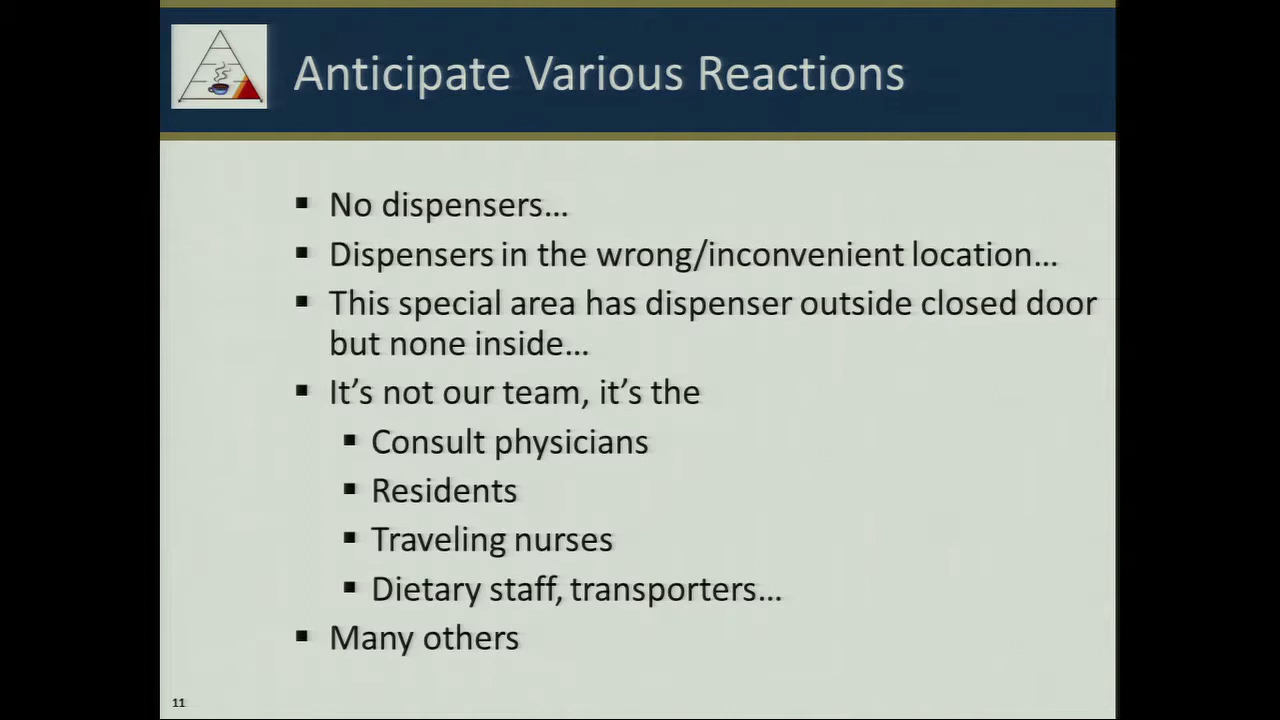 Anticipate Various Reactions
▪ No dispensers…
▪ Dispensers in the wrong/inconvenient location…
▪ This special area has dispenser outside closed door
but none inside…
▪ It’s not our team, it’s the
▪ Consult physicians
▪ Residents
▪ Traveling nurses
▪ Dietary staff, transporters…
▪ Many others
11